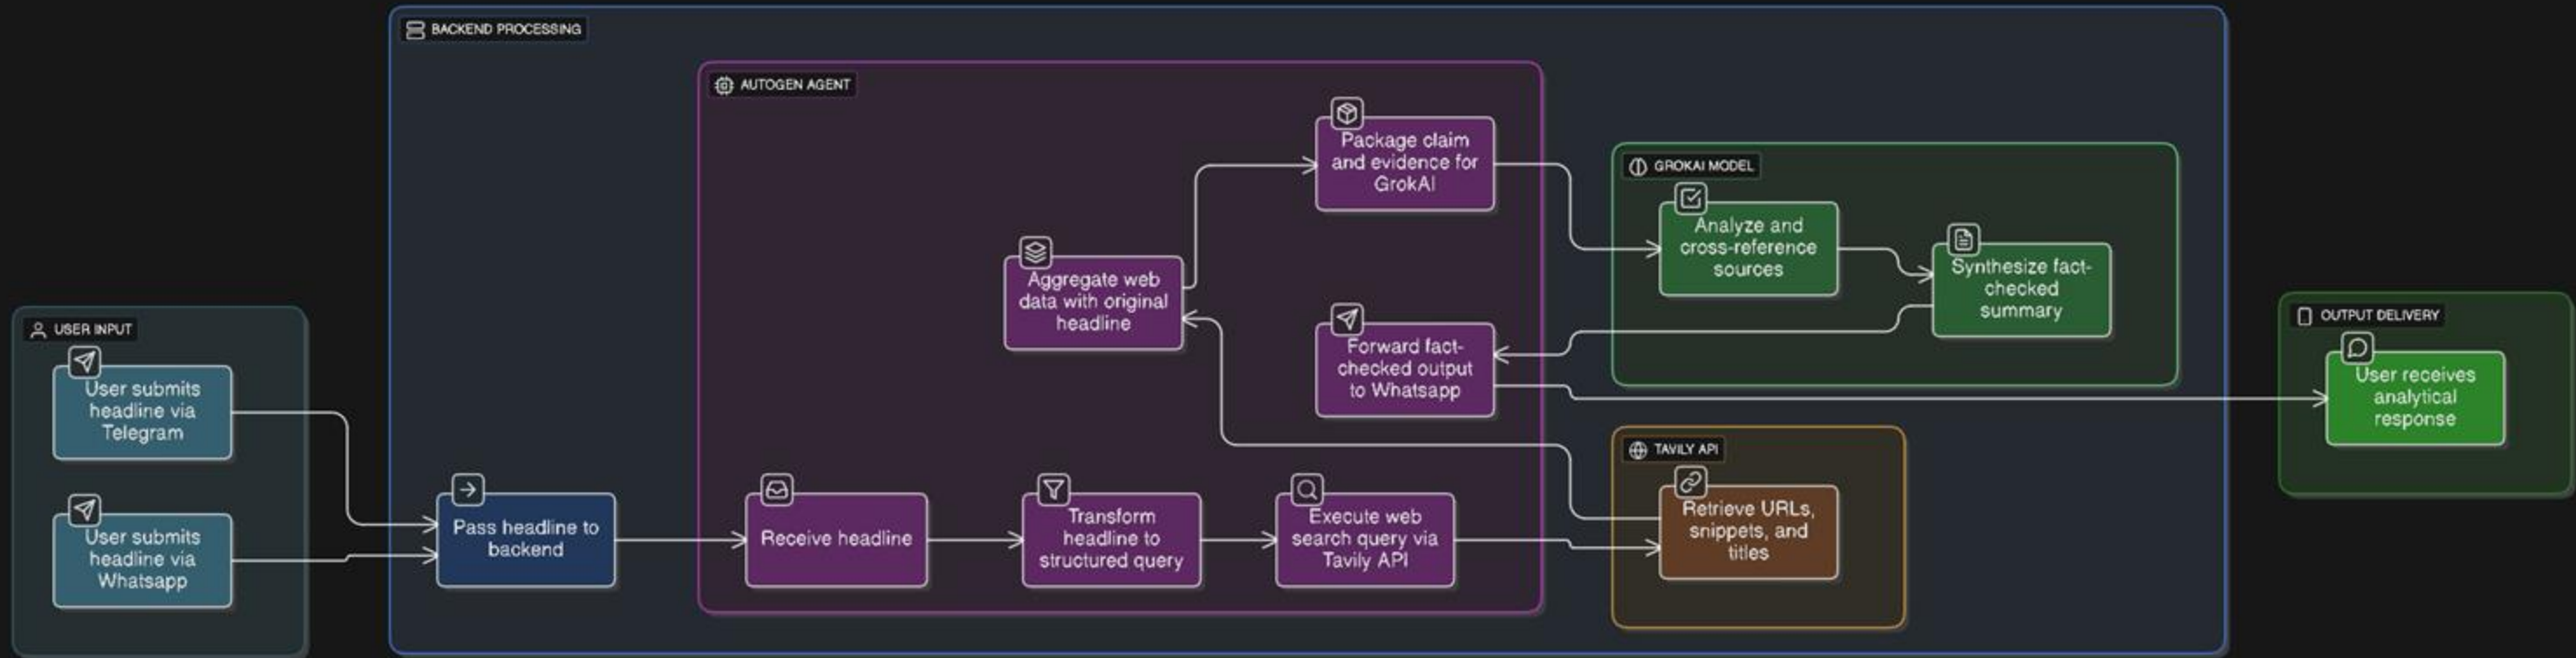 BACKEND PROCESSING
AUTOGEN AGENT
Package claim
and evidence for
GrokAI
GROKAI MODEL
Analyze and
cross-reference
sources
Synthesize fact-
checked
summary
Aggregate web
data with original
headline
Forward fact-
checked output
to Whatsapp
USER INPUT
User submits
headline via
Telegram
User submits
headline via
Whatsapp
Pass headline to
backend
Receive headline
Transform
headline to
structured query
Execute web
search query via
Tavily API
TAVILY API
Retrieve URLs,
snippets, and
titles
OUTPUT DELIVERY
User receives
analytical
response